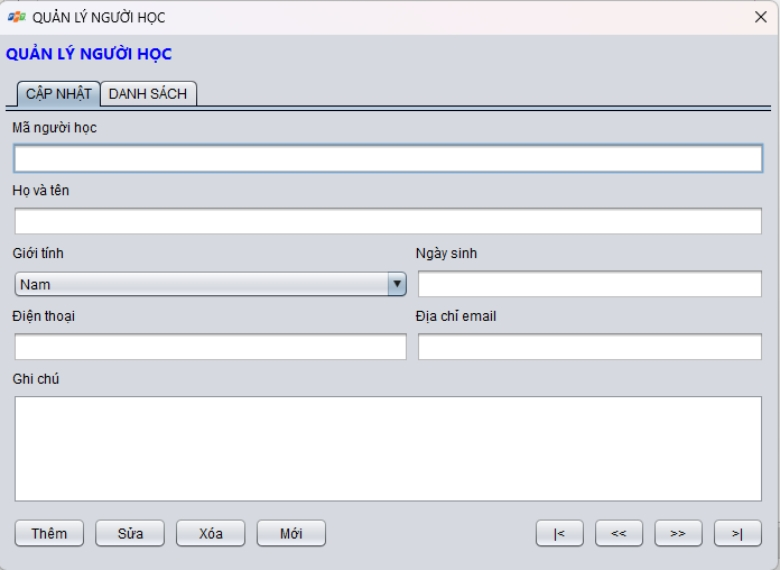 QUẢN LÝ NGƯỜI HỌC
QUẢN LÝ NGƯỜI HỌC
CẬP NHẬT DANH SÁCH
Mã người học
Họ và tên
Giới tính Ngày sinh
Nam
Điện thoại Địa chỉ email
Ghi chú
Thêm Sửa Xóa Mới |< << >> >|